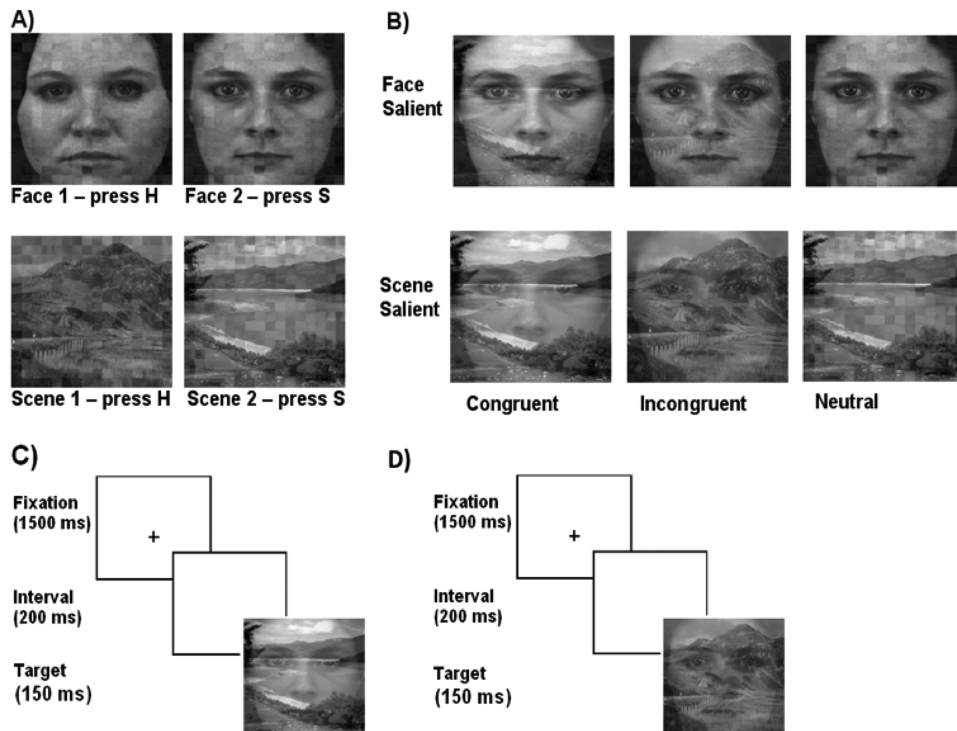 A)
Face 1 – press H
Face 2 – press S
Scene 1 – press H
Scene 2 – press S
B)
Face
Salient
Scene
Salient
Congruent
Incongruent
Neutral
C)
Fixation
(1500 ms)
+
Interval
(200 ms)
Target
(150 ms)
D)
Fixation
(1500 ms)
+
Interval
(200 ms)
Target
(150 ms)